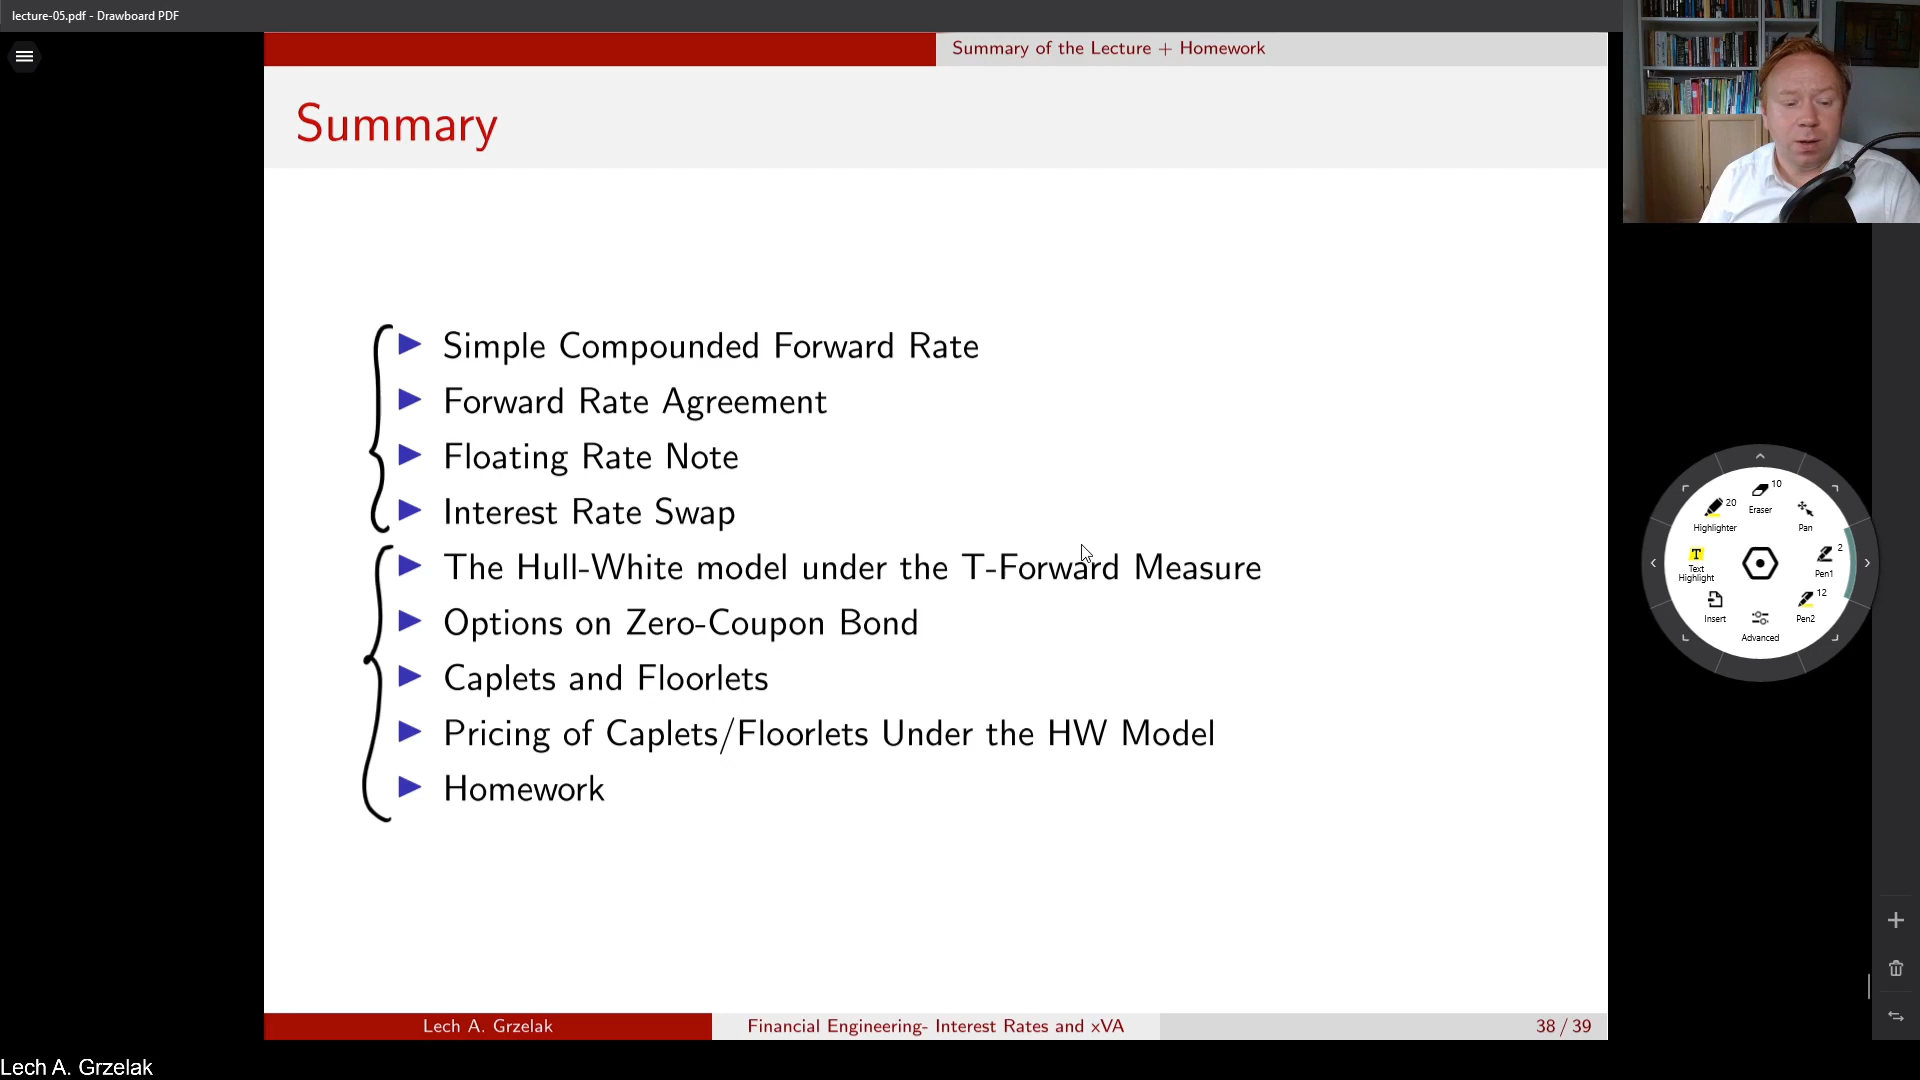 lecture-05.pdf - Drawboard PDF
Summary of the Lecture + Homework
Summary
Simple Compounded Forward Rate
Forward Rate Agreement
Floating Rate Note
Interest Rate Swap
The Hull-White model under the T-Forward Measure
Options on Zero-Coupon Bond
Caplets and Floorlets
Pricing of Caplets/Floorlets Under the HW Model
Homework
10
Eraser
20
Highlighter
Pan
T
Text
Highlight
2
Pen1
Insert
12
Pen2
Advanced
Lech A. Grzelak
Financial Engineering- Interest Rates and xVA
38 / 39
Lech A. Grzelak